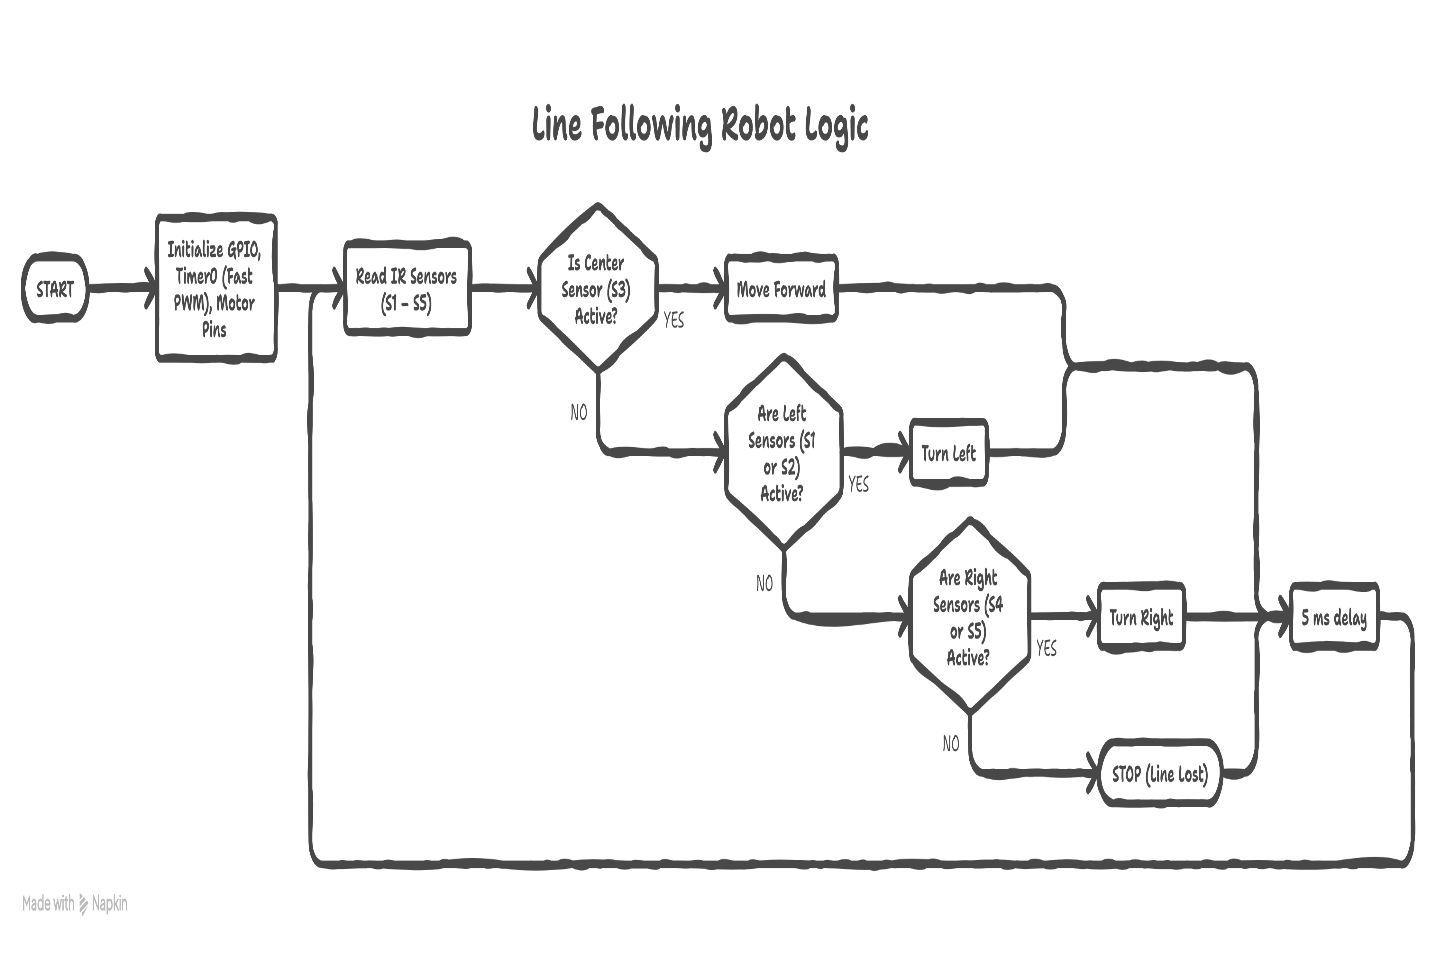 Line Following Robot Logic
START
Initialize GPIO,
Timer0 (Fast
PWM), Motor
Pins
Read IR Sensors
(S1 – S5)
Is Center
Sensor (S3)
Active?
YES
Move Forward
NO
Are Left
Sensors (S1
or S2)
Active?
YES
Turn Left
NO
Are Right
Sensors (S4
or S5)
Active?
YES
Turn Right
5 ms delay
NO
STOP (Line Lost)
Made with Napkin